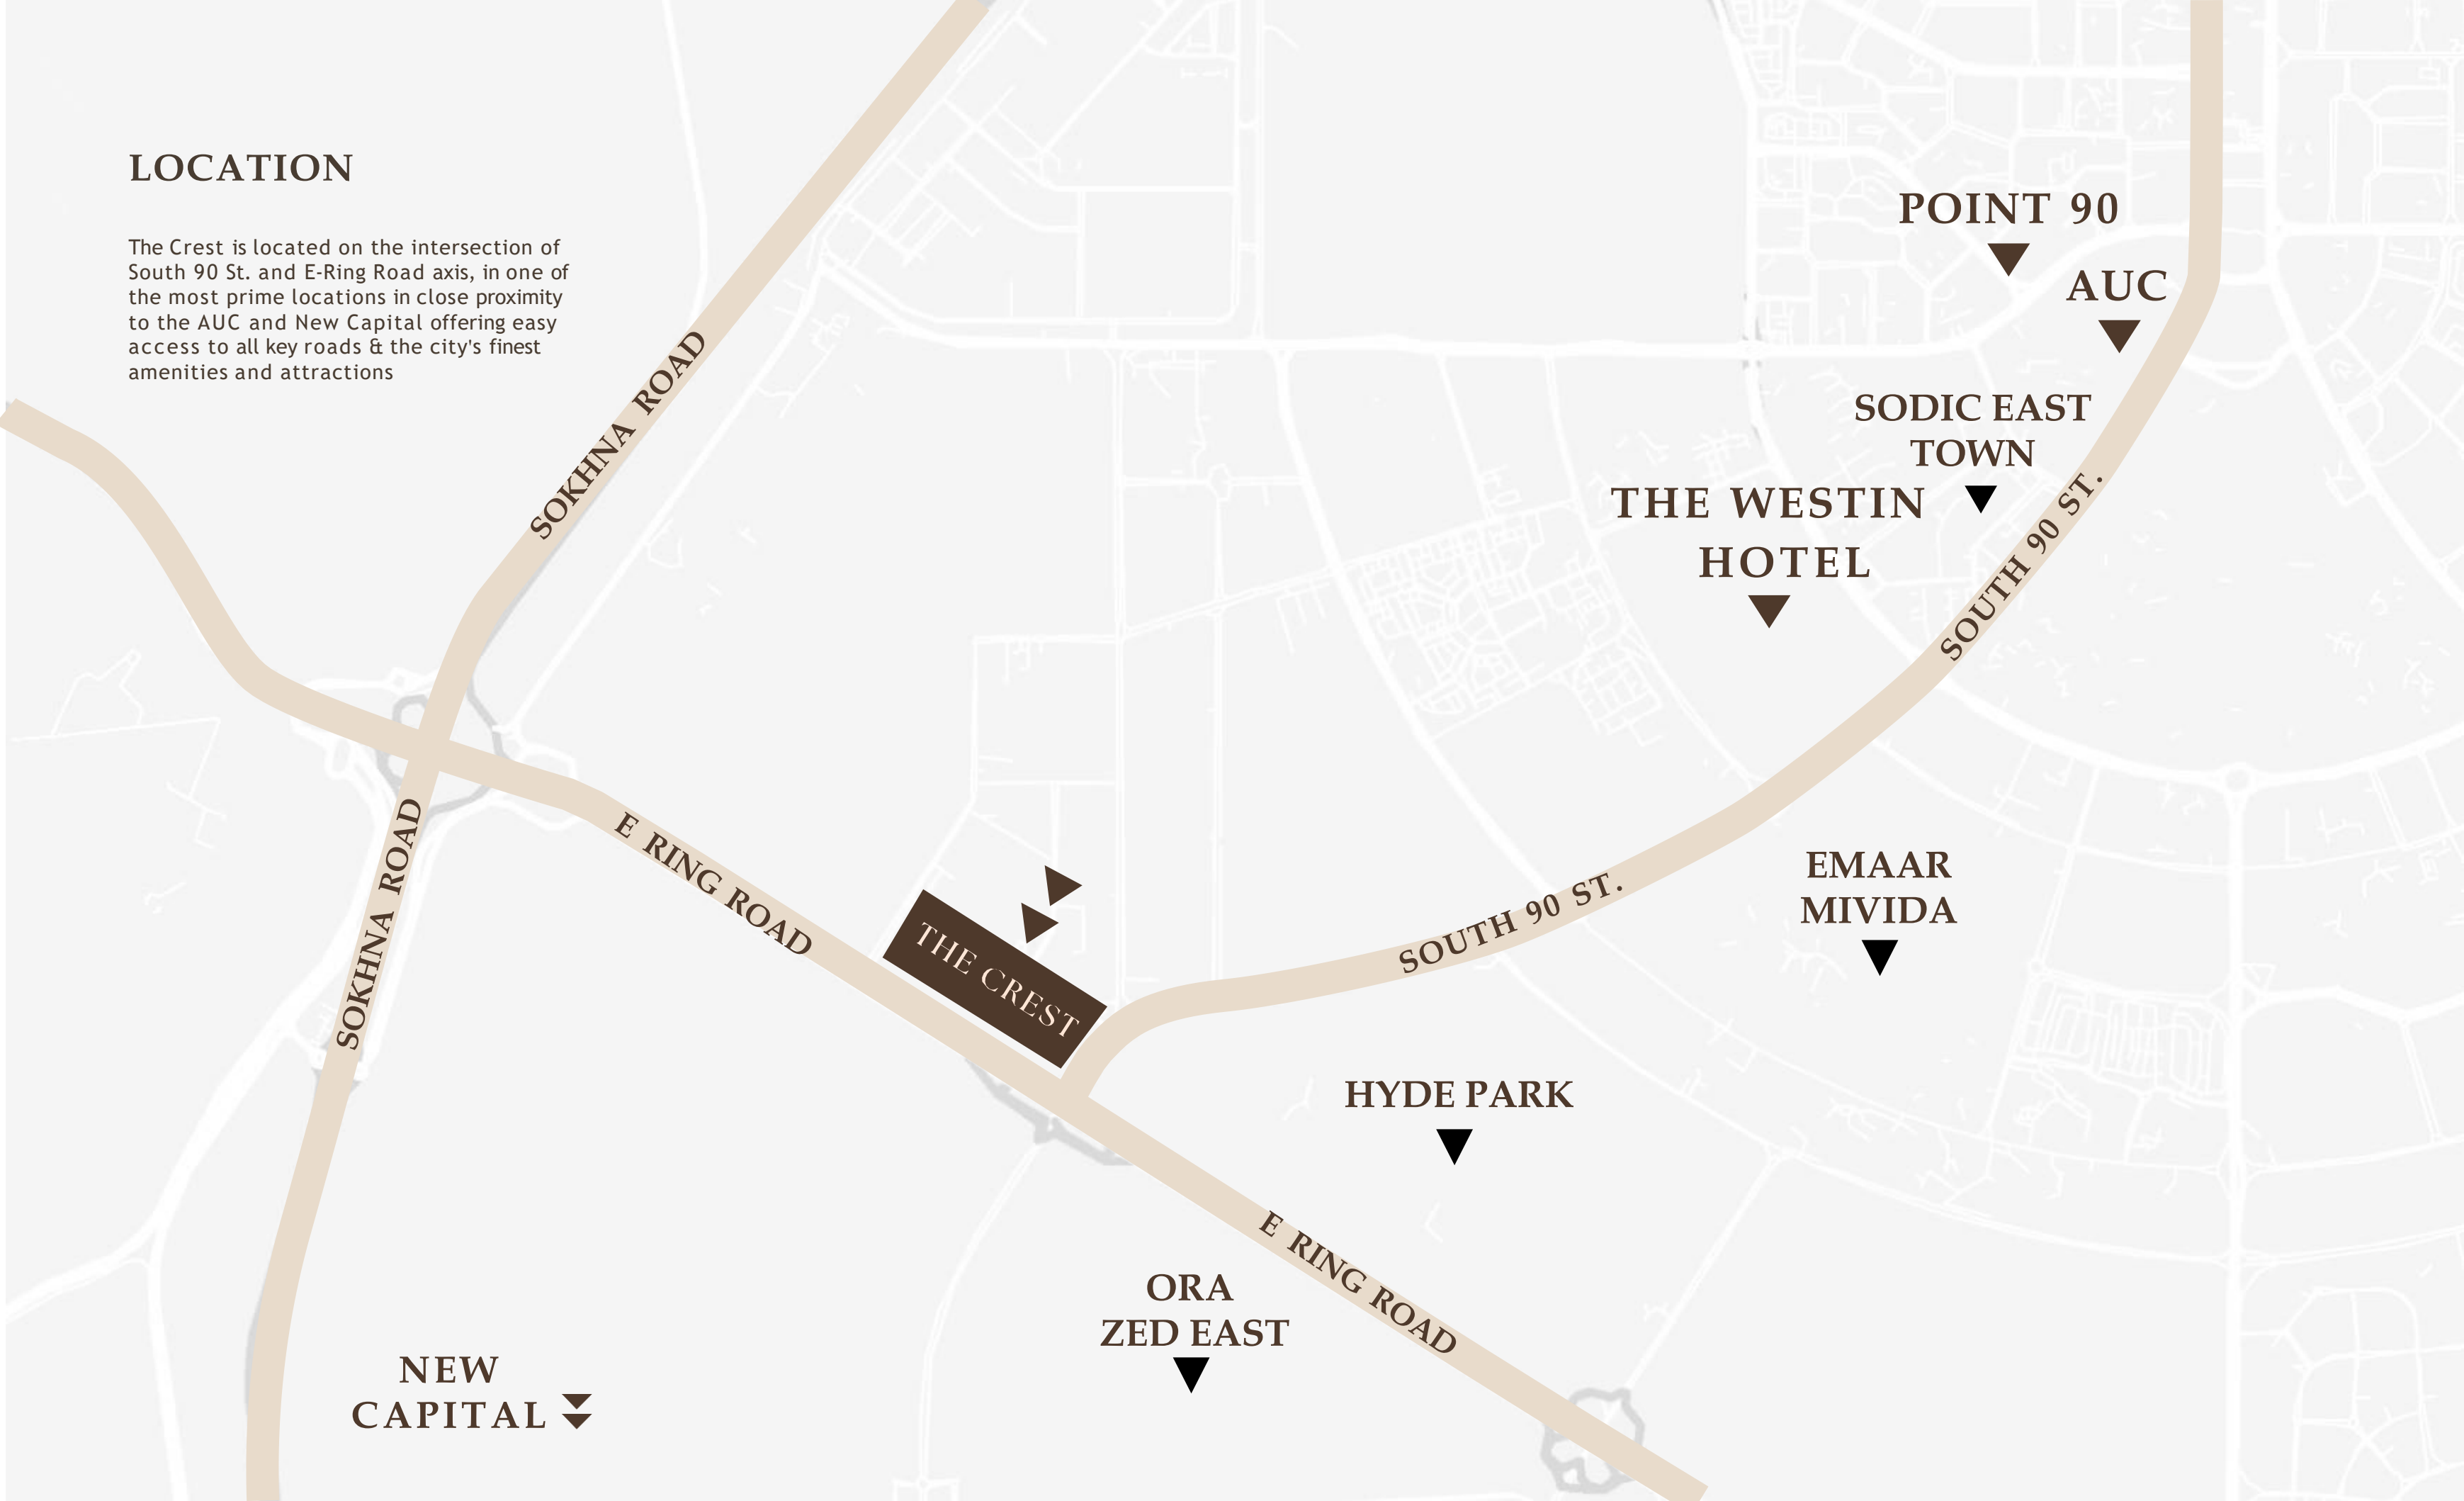 LOCATION
The Crest is located on the intersection of
South 90 St. and E-Ring Road axis, in one of
the most prime locations in close proximity
to the AUC and New Capital offering easy
access to all key roads & the city's finest
amenities and attractions
POINT 90
AUC
SODIC EAST
TOWN
THE WESTIN
HOTEL
SOKHNA ROAD
SOUTH 90 ST.
E RING ROAD
SOKHNA ROAD
THE CREST
SOUTH 90 ST.
EMAAR
MIVIDA
HYDE PARK
E RING ROAD
ORA
ZED EAST
NEW
CAPITAL